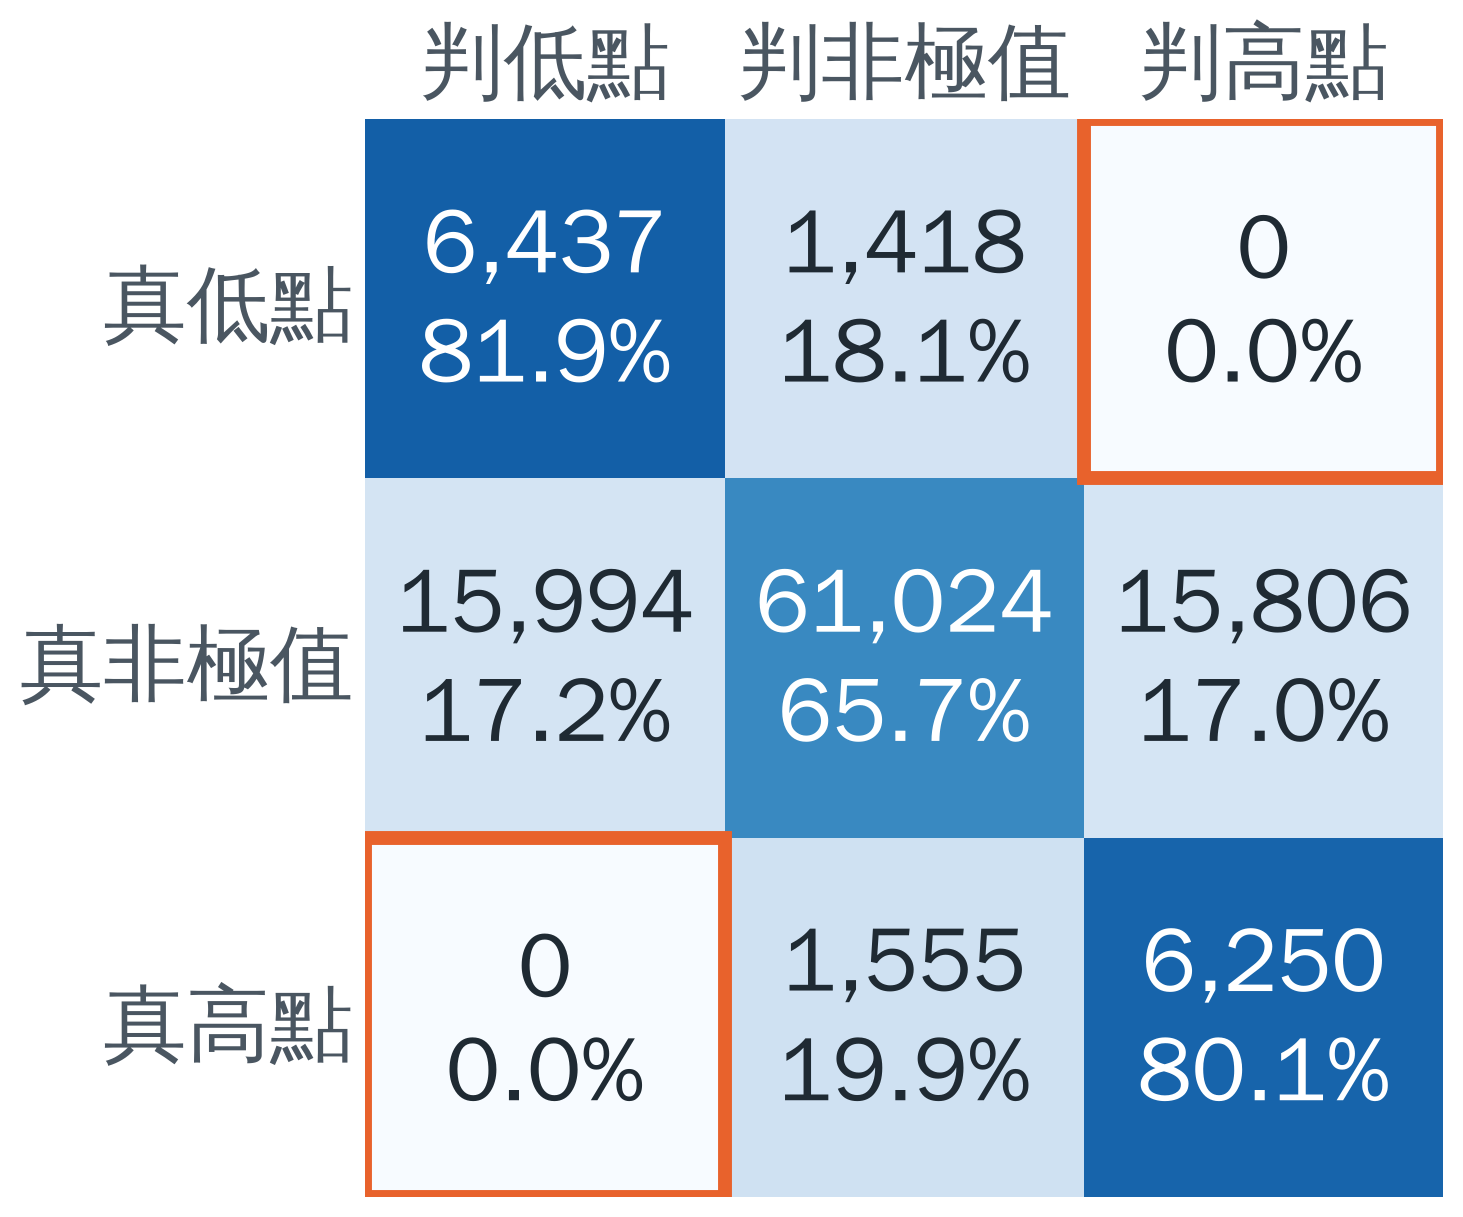 判低點 判非極值 判高點
真低點
6,437 1,418 0
81.9% 18.1% 0.0%
真非極值
15,994 61,024 15,806
17.2% 65.7% 17.0%
真高點
0 1,555 6,250
0.0% 19.9% 80.1%